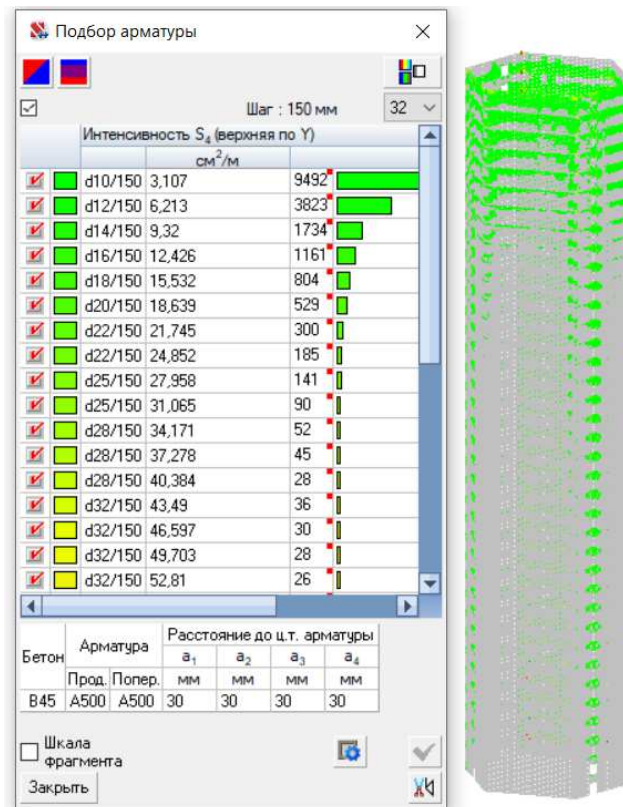 Подбор арматуры
Шаг : 150 мм 32
Интенсивность S4 (верхняя по Y)
см²/м
d10/150 3,107 9492
d12/150 6,213 3823
d14/150 9,32 1734
d16/150 12,426 1161
d18/150 15,532 804
d20/150 18,639 529
d22/150 21,745 300
d22/150 24,852 185
d25/150 27,958 141
d25/150 31,065 90
d28/150 34,171 52
d28/150 37,278 45
d28/150 40,384 28
d32/150 43,49 36
d32/150 46,597 30
d32/150 49,703 28
d32/150 52,81 26
Бетон Арматура Расстояние до ц.т. арматуры
a1 a2 a3 a4
Прод. Попер. мм мм мм мм
B45 A500 A500 30 30 30 30
Шкала
фрагмента
Закрыть